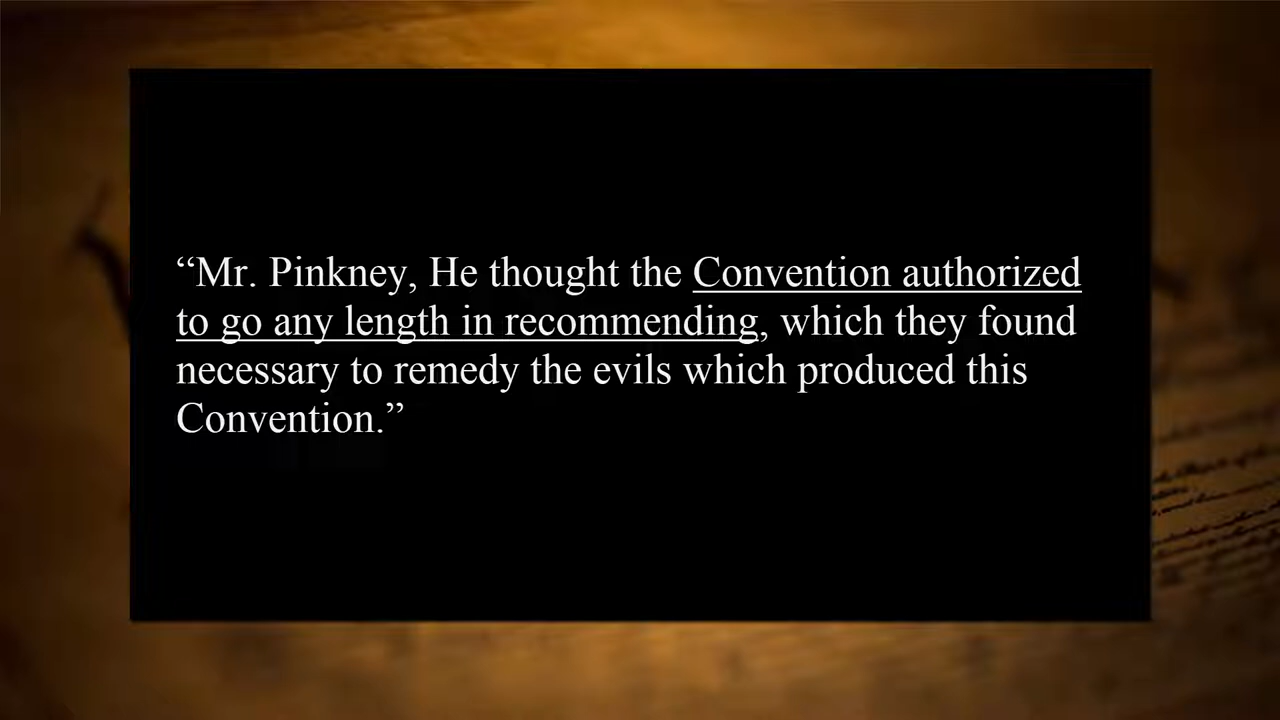 “Mr. Pinkney, He thought the Convention authorized
to go any length in recommending, which they found
necessary to remedy the evils which produced this
Convention.”